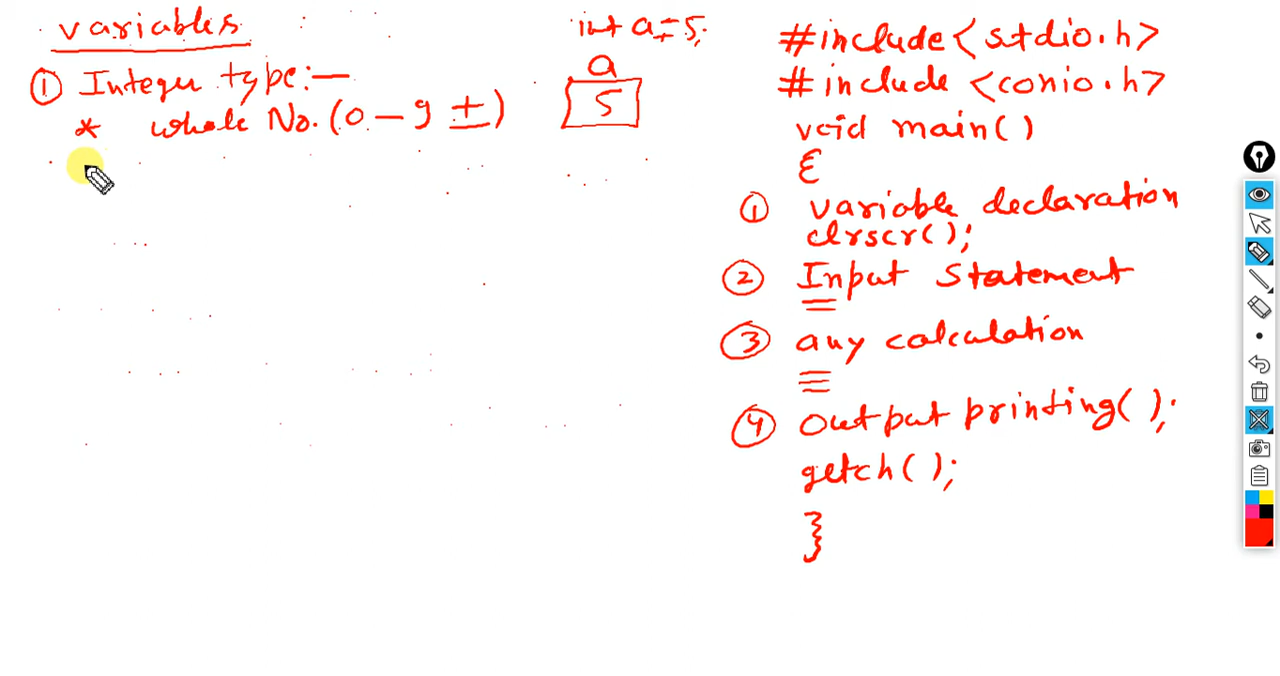 variables
① Integer type:—
* whole No. (0 – 9 ±)
int a = 5;
a
5
#include<stdio.h>
#include <conio.h>
void main()
{
① variable declaration
clrscr();
② Input Statement
③ any calculation
④ Output printing();
getch();
}